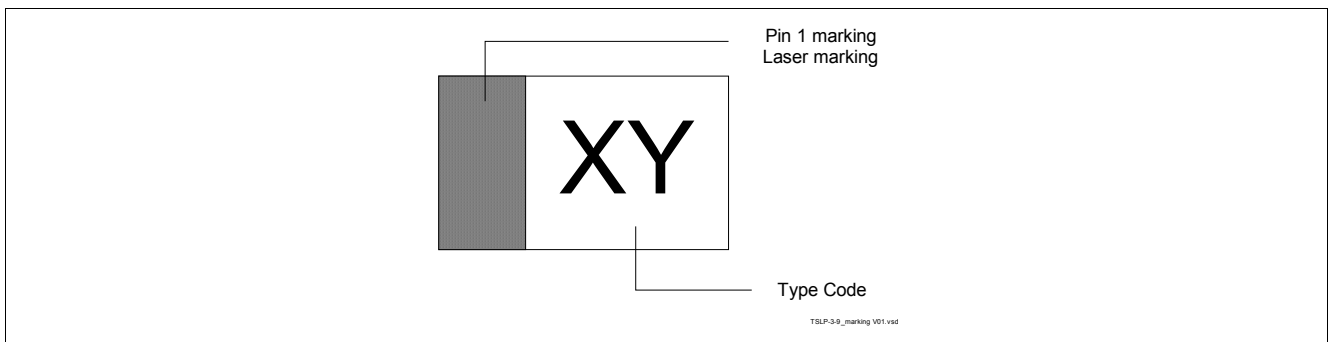 Pin 1 marking
Laser marking
XY
Type Code
TSLP-3-9_marking V01.vsd